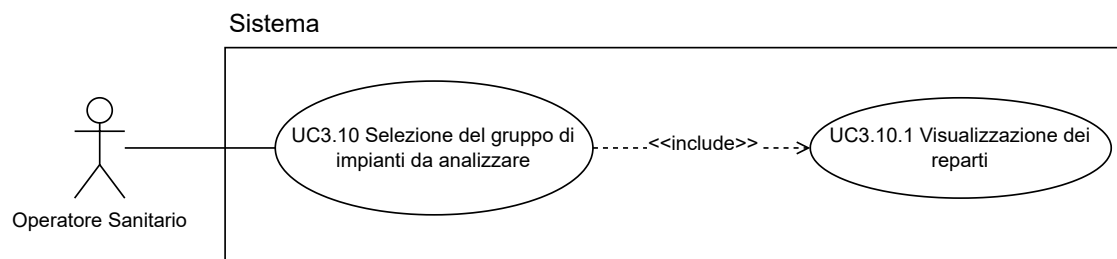 Sistema
UC3.10 Selezione del gruppo di
impianti da analizzare
<<include>>
UC3.10.1 Visualizzazione dei
reparti
Operatore Sanitario